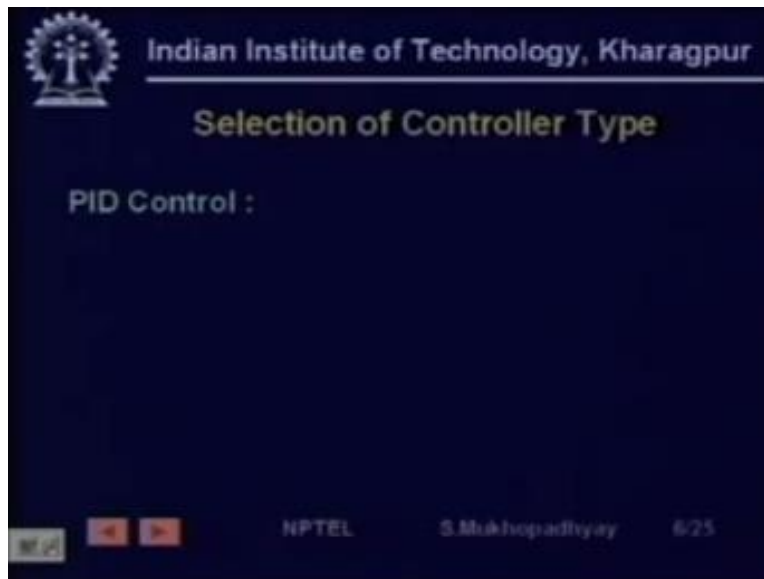 Indian Institute of Technology, Kharagpur
Selection of Controller Type
PID Control :
NPTEL S.Mukhopadhyay 6/25